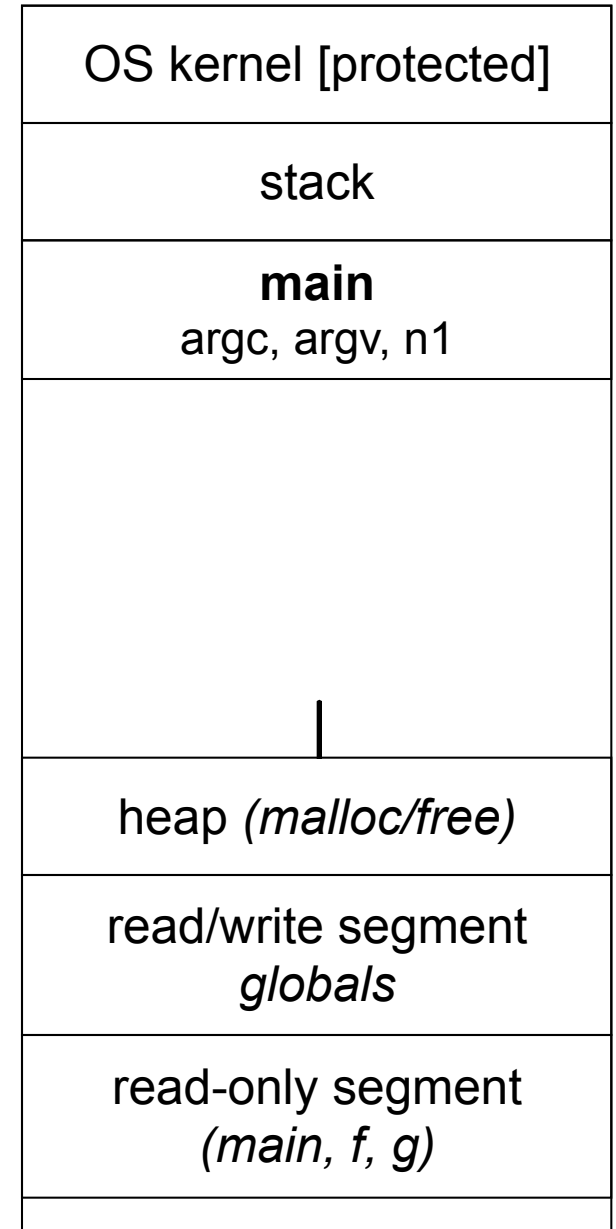 OS kernel [protected]
stack
main
argc, argv, n1
heap (malloc/free)
read/write segment
globals
read-only segment
(main, f, g)